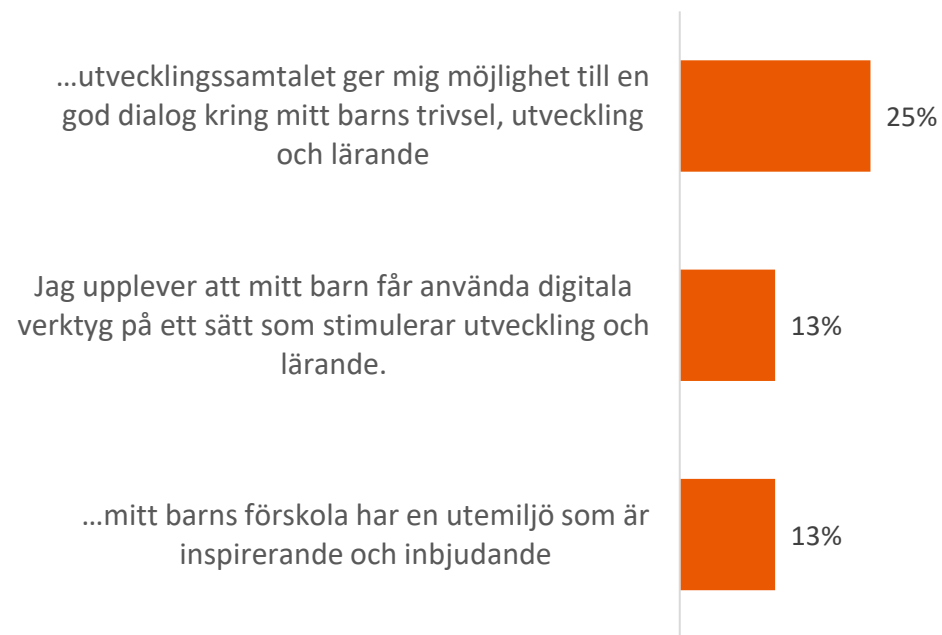 ...utvecklingssamtalet ger mig möjlighet till en
god dialog kring mitt barns trivsel, utveckling
och lärande
25%
Jag upplever att mitt barn får använda digitala
verktyg på ett sätt som stimulerar utveckling och
lärande.
13%
...mitt barns förskola har en utemiljö som är
inspirerande och inbjudande
13%